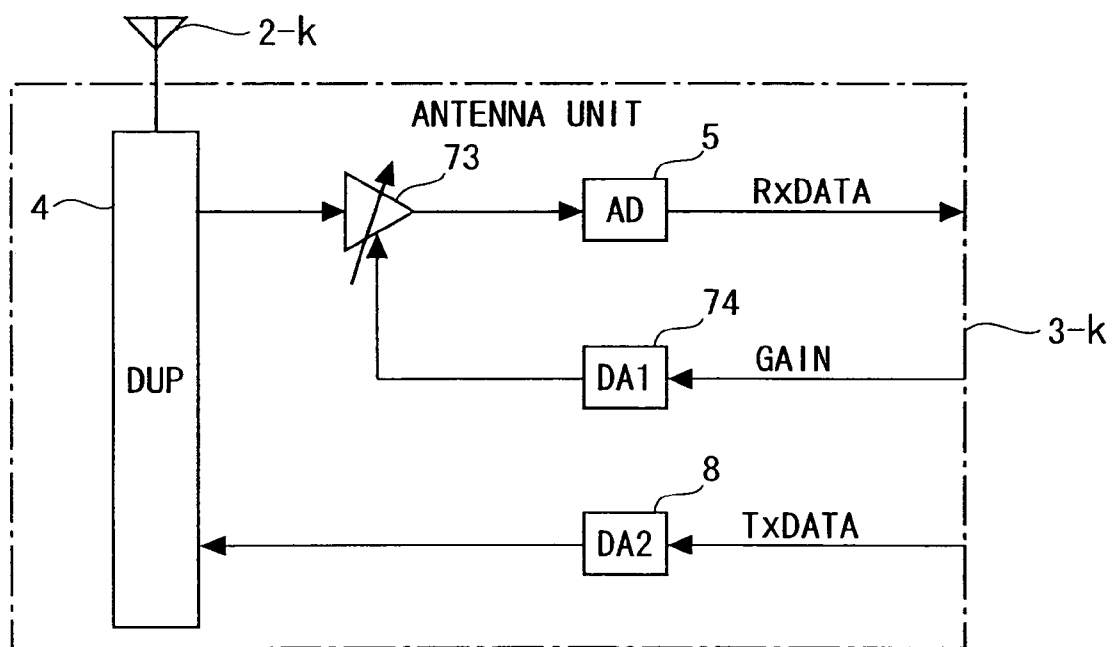 2-k
ANTENNA UNIT
73
5
4
AD
RxDATA
74
3-k
DUP
DA1
GAIN
8
DA2
TxDATA